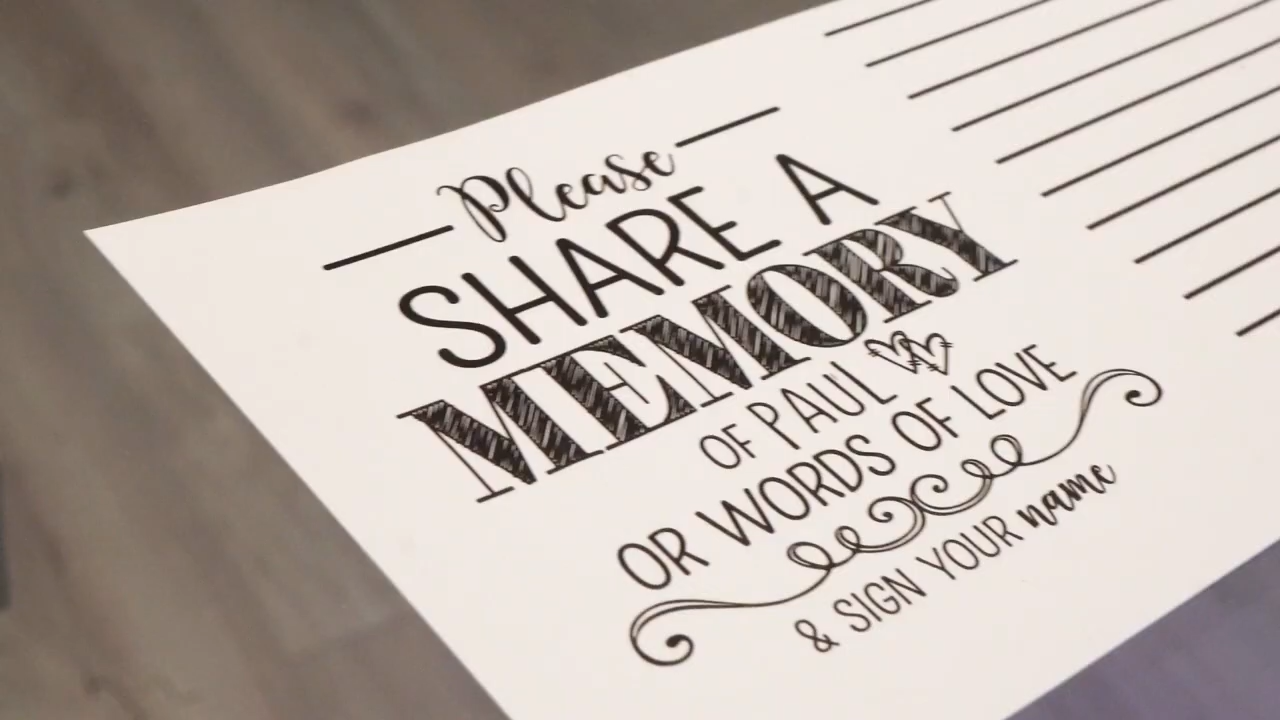 Please
SHARE A
MEMORY
OF PAUL
OR WORDS OF LOVE
& SIGN YOUR name